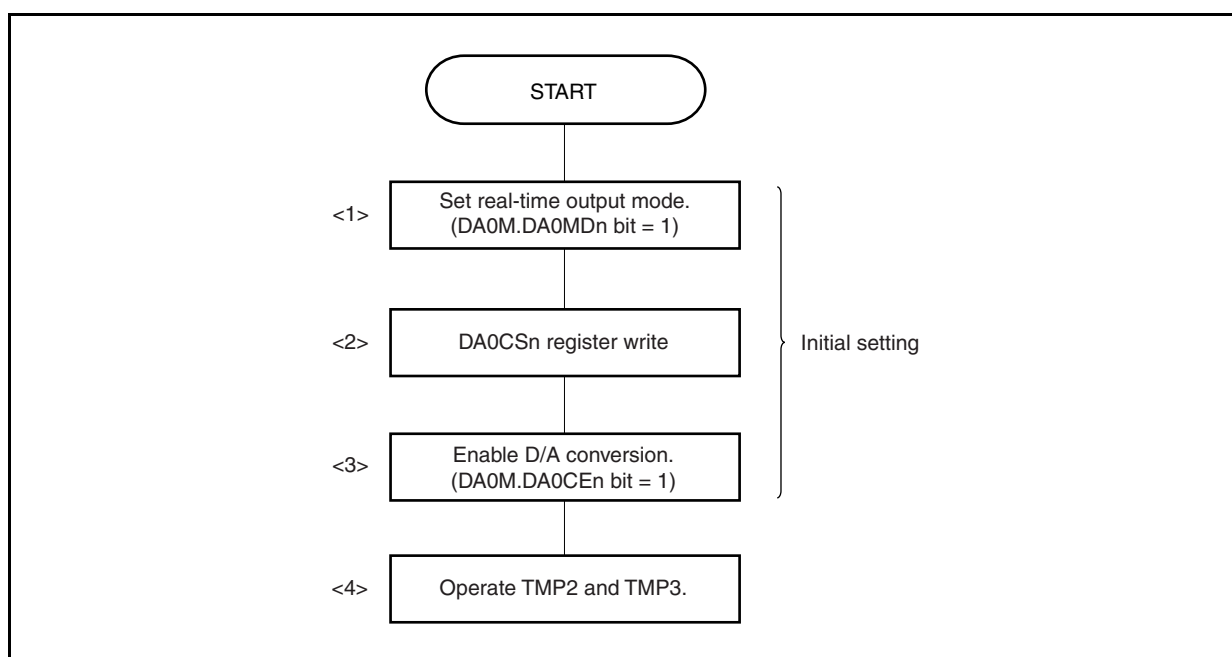 START
<1>
Set real-time output mode.
(DA0M.DA0MDn bit = 1)
<2>
DA0CSn register write
Initial setting
<3>
Enable D/A conversion.
(DA0M.DA0CEn bit = 1)
<4>
Operate TMP2 and TMP3.